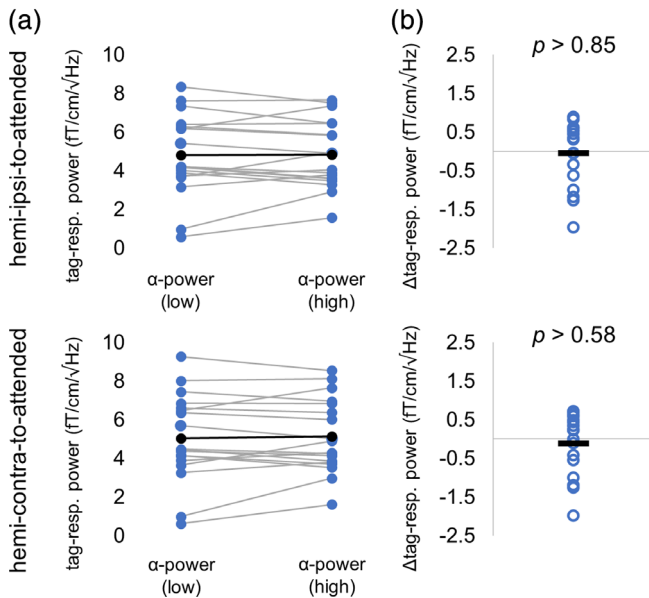 (a)
(b)
hemi-ipsi-to-attended
tag-resp. power (fT/cm/√Hz)
10
8
6
4
2
0
α-power
(low)
α-power
(high)
Δtag-resp. power (fT/cm/√Hz)
p > 0.85
2.5
1.5
0.5
-0.5
-1.5
-2.5
hemi-contra-to-attended
tag-resp. power (fT/cm/√Hz)
10
8
6
4
2
0
α-power
(low)
α-power
(high)
Δtag-resp. power (fT/cm/√Hz)
p > 0.58
2.5
1.5
0.5
-0.5
-1.5
-2.5